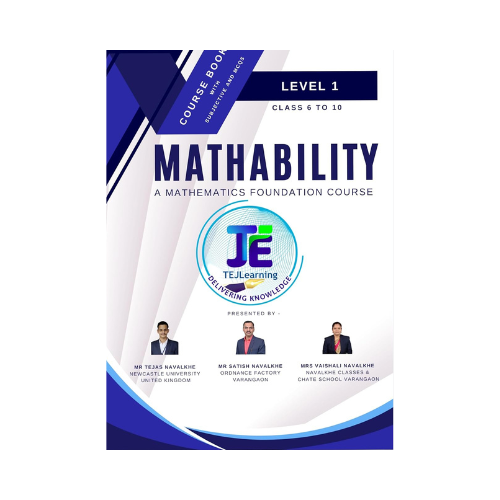 COURSE BOOK
WITH
SUBJECTIVE AND MCQS
LEVEL 1
CLASS 6 TO 10
MATHABILITY
A MATHEMATICS FOUNDATION COURSE
TE
TEJLearning
DELIVERING KNOWLEDGE
PRESENTED BY -
MR TEJAS NAVALKHE
NEWCASTLE UNIVERSITY
UNITED KINGDOM
MR SATISH NAVALKHE
ORDNANCE FACTORY
VARANGAON
MRS VAISHALI NAVALKHE
NAVALKHE CLASSES &
CHATE SCHOOL VARANGAON